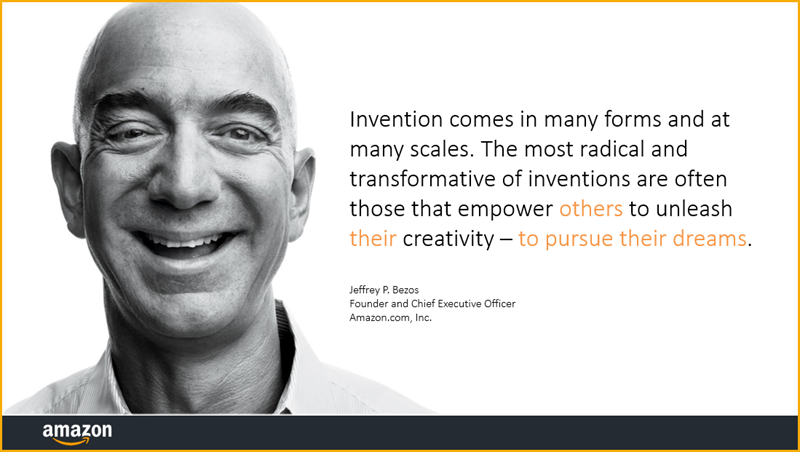 Invention comes in many forms and at
many scales. The most radical and
transformative of inventions are often
those that empower others to unleash
their creativity – to pursue their dreams.
Jeffrey P. Bezos
Founder and Chief Executive Officer
Amazon.com, Inc.
amazon